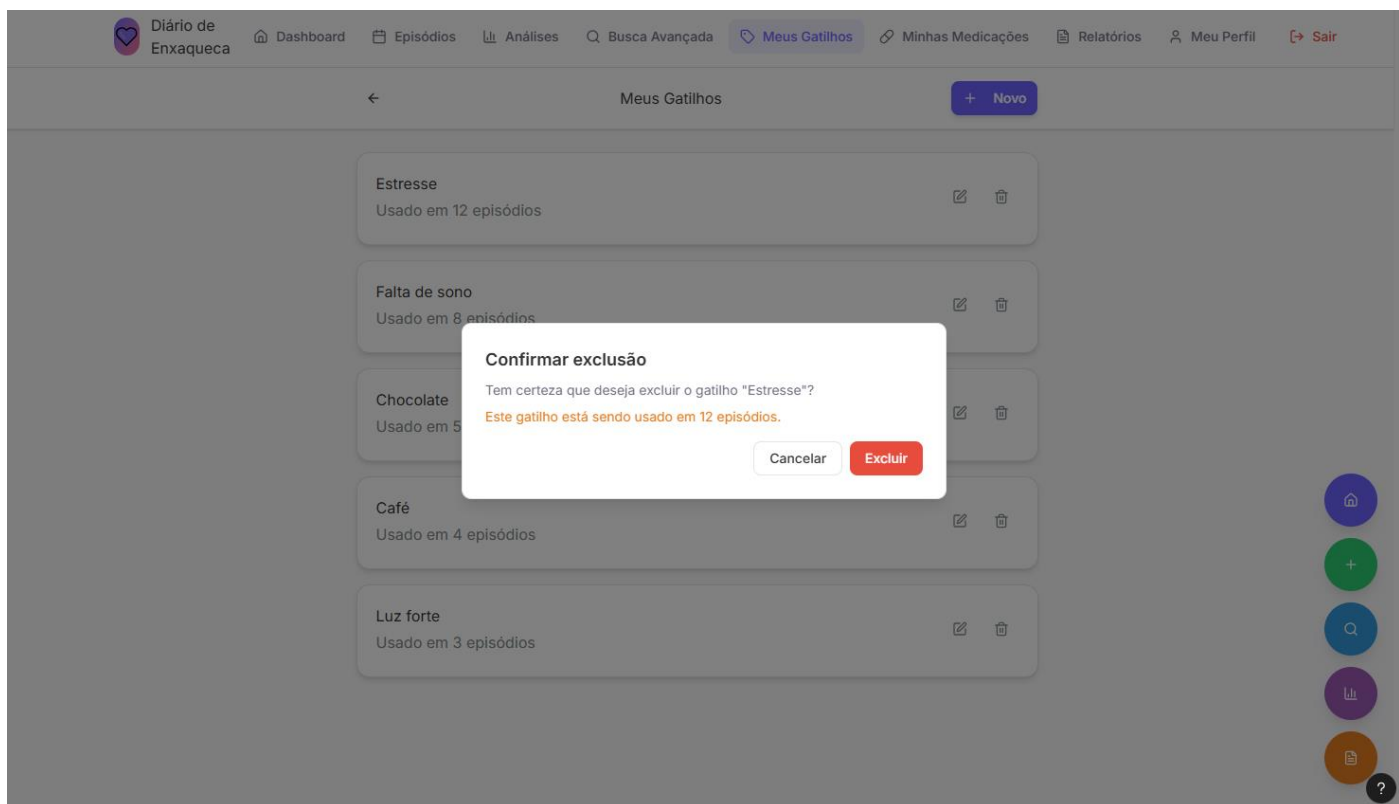 Diário de
Enxaqueca
Dashboard
Episódios
Análises
Busca Avançada
Meus Gatilhos
Minhas Medicações
Relatórios
Meu Perfil
Sair
Meus Gatilhos
+ Novo
Estresse
Usado em 12 episódios
Falta de sono
Usado em 8 episódios
Confirmar exclusão
Tem certeza que deseja excluir o gatilho "Estresse"?
Este gatilho está sendo usado em 12 episódios.
Cancelar
Excluir
Chocolate
Usado em 5
Café
Usado em 4 episódios
Luz forte
Usado em 3 episódios
?